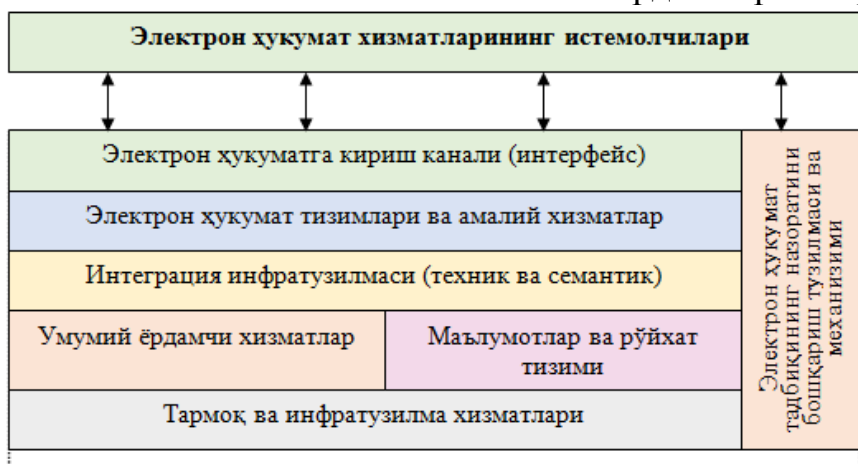 Электрон ҳукумат хизматларининг истемолчилари
Электрон ҳукуматга кириш канали (интерфейс)
Электрон ҳукумат тизимлари ва амалий хизматлар
Интеграция инфратузилмаси (техник ва семантик)
Умумий ёрдамчи хизматлар
Маълумотлар ва рўйхат
тизими
Тармоқ ва инфратузилма хизматлари
Электрон ҳукумат
тадбиқининг назоратини
бошқариш тузилмаси ва
механизими